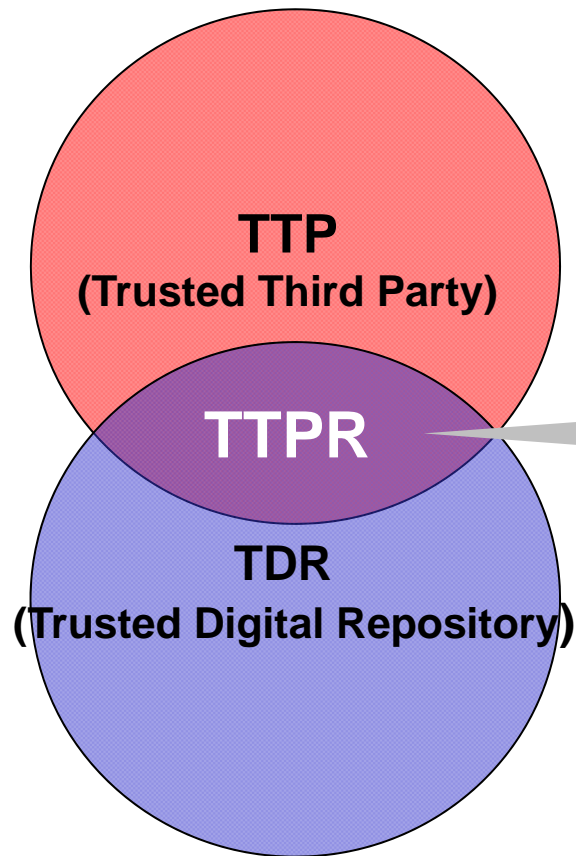 TTP
(Trusted Third Party)
TTPR
TDR
(Trusted Digital Repository)